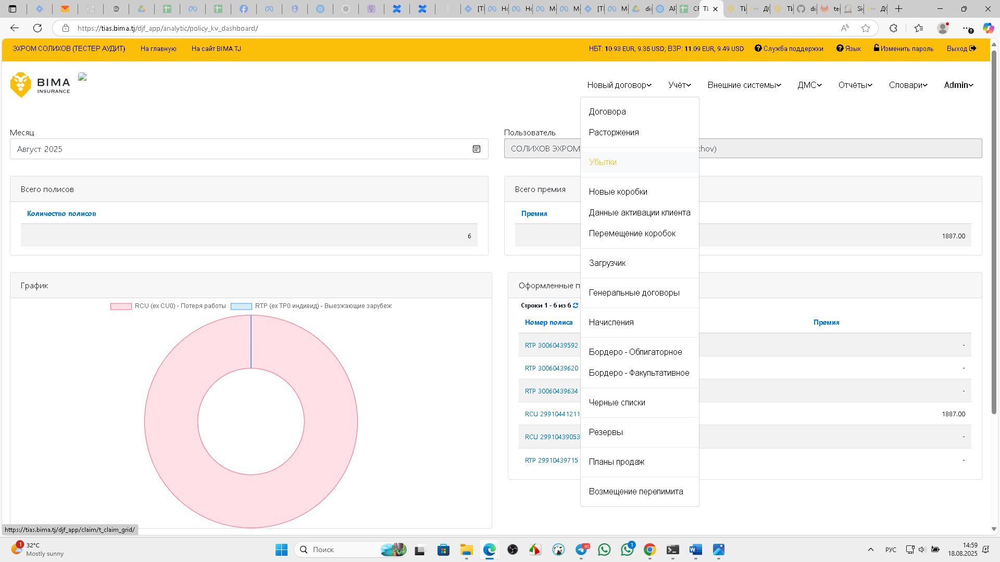 https://tias.bima.tj/djf_app/analytic/policy_kv_dashboard/
ЭХРОМ СОЛИХОВ (ТЕСТЕР АУДИТ)
На главную
На сайт BIMA.TJ
НБТ: 10.93 EUR, 9.35 USD; ВЗР: 11.09 EUR, 9.49 USD
Служба поддержки
Язык
Изменить пароль
Выход
BIMA
INSURANCE
Новый договор
Учёт
Внешние системы
ДМС
Отчёты
Словари
Admin
Договора
Расторжения
Убытки
Новые коробки
Данные активации клиента
Перемещение коробок
Загрузчик
Генеральные договоры
Начисления
Бордеро - Облигаторное
Бордеро - Факультативное
Черные списки
Резервы
Планы продаж
Возмещение перелимита
Месяц
Август 2025
Пользователь
СОЛИХОВ ЭХРОМ
hov)
Всего полисов
Количество полисов
6
Всего премия
Премия
1887.00
График
RCU (ex CU0) - Потеря работы
RTP (ex TP0 индивид) - Выезжающие зарубеж
Оформленные п
Строки 1 - 6 из 6
Номер полиса
Премия
RTP 30060439592
-
RTP 30060439620
-
RTP 30060439634
-
RCU 29910441211
1887.00
RCU 29910439053
-
RTP 29910439715
-
https://tias.bima.tj/djf_app/claim/t_claim_grid/
1
32°C
Mostly sunny
Поиск
90
1
РУС
14:59
18.08.2025